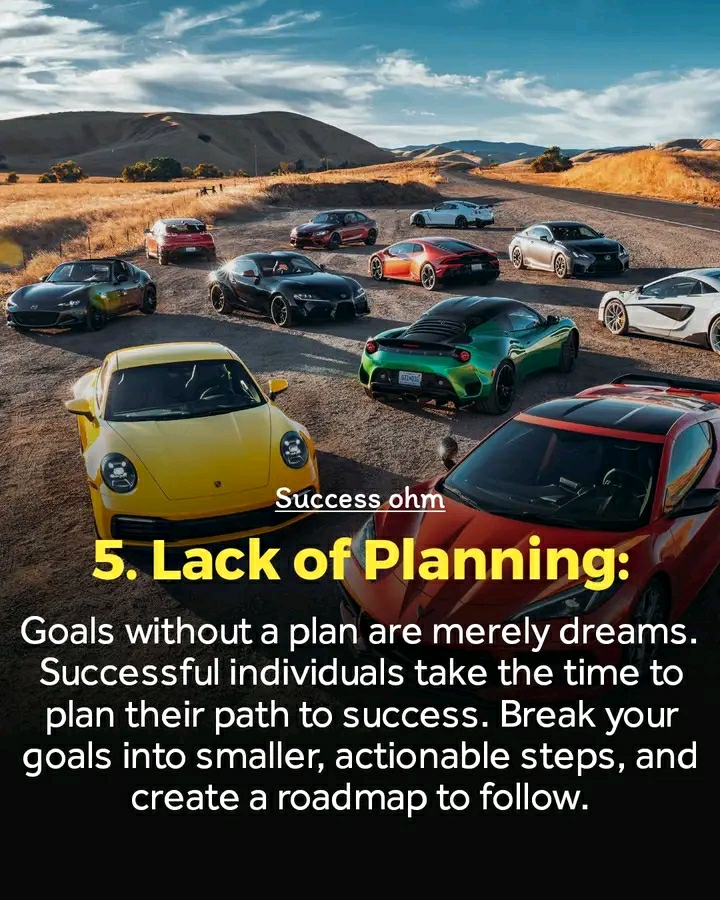 Success ohm
5. Lack of Planning:
Goals without a plan are merely dreams.
Successful individuals take the time to
plan their path to success. Break your
goals into smaller, actionable steps, and
create a roadmap to follow.